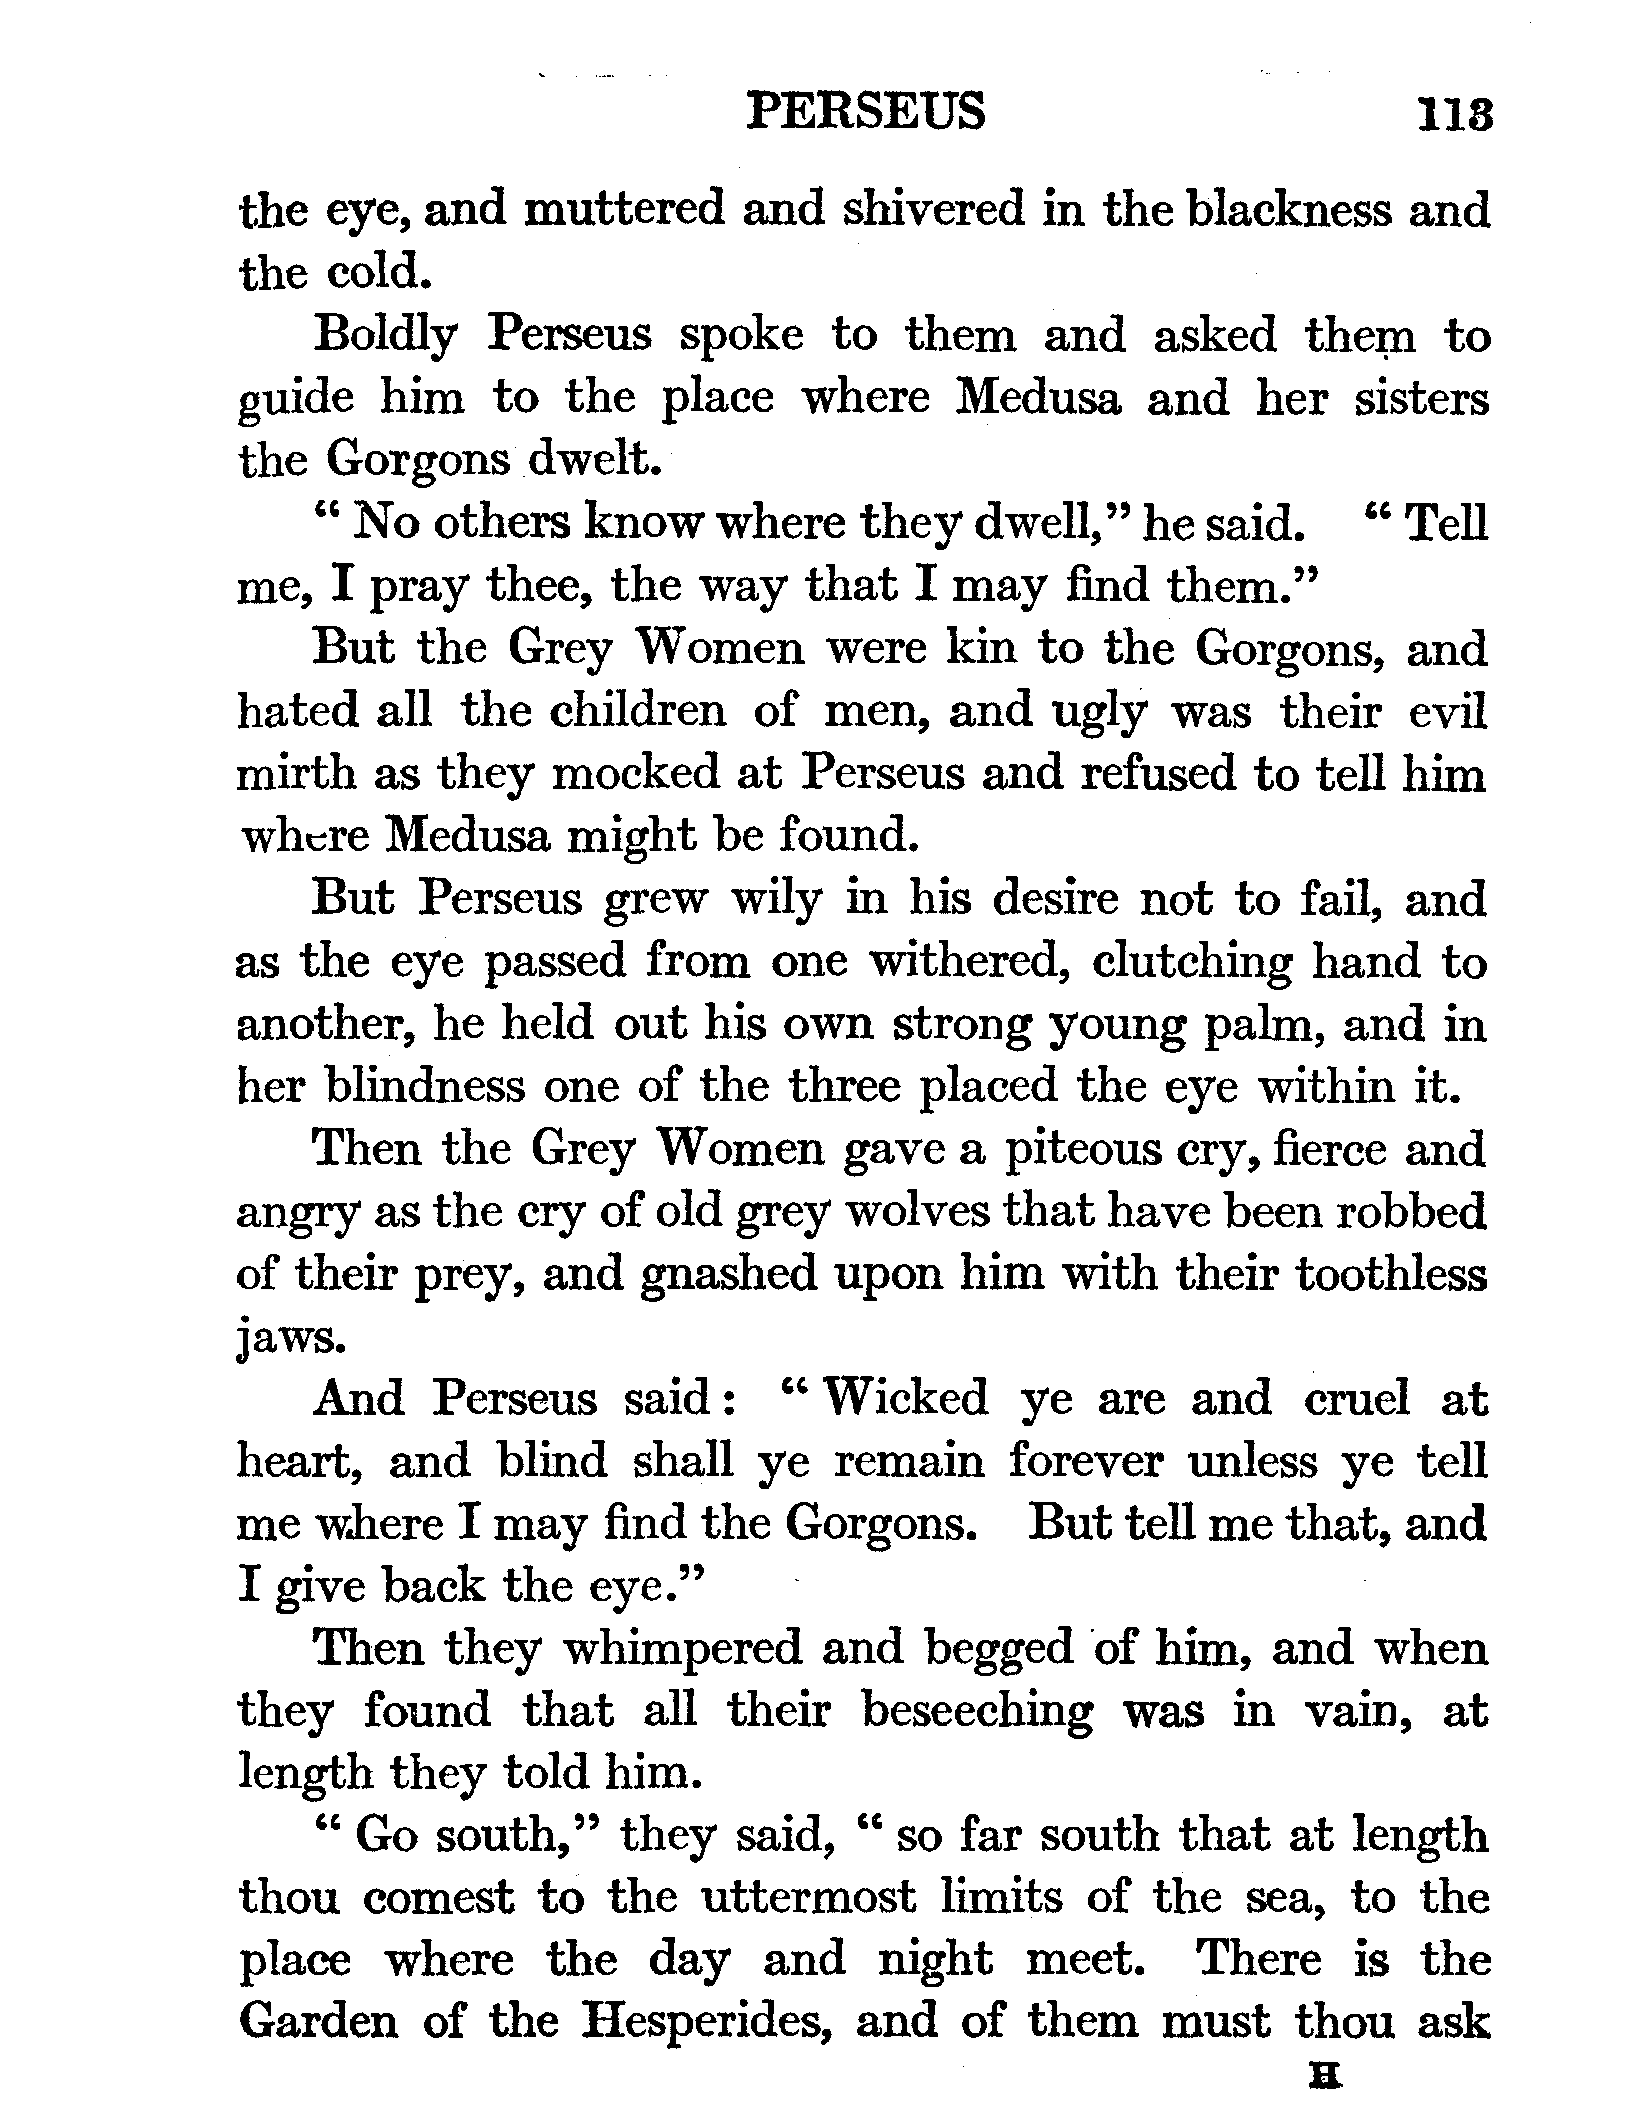 PERSEUS 113
the eye, and muttered and shivered in the blackness and
the cold.
Boldly Perseus spoke to them and asked them to
guide him to the place where Medusa and her sisters
the Gorgons dwelt.
“ No others know where they dwell,” he said. “ Tell
me, I pray thee, the way that I may find them.”
But the Grey Women were kin to the Gorgons, and
hated all the children of men, and ugly was their evil
mirth as they mocked at Perseus and refused to tell him
where Medusa might be found.
But Perseus grew wily in his desire not to fail, and
as the eye passed from one withered, clutching hand to
another, he held out his own strong young palm, and in
her blindness one of the three placed the eye within it.
Then the Grey Women gave a piteous cry, fierce and
angry as the cry of old grey wolves that have been robbed
of their prey, and gnashed upon him with their toothless
jaws.
And Perseus said : “ Wicked ye are and cruel at
heart, and blind shall ye remain forever unless ye tell
me where I may find the Gorgons. But tell me that, and
I give back the eye.”
Then they whimpered and begged of him, and when
they found that all their beseeching was in vain, at
length they told him.
“ Go south,” they said, “ so far south that at length
thou comest to the uttermost limits of the sea, to the
place where the day and night meet. There is the
Garden of the Hesperides, and of them must thou ask
H